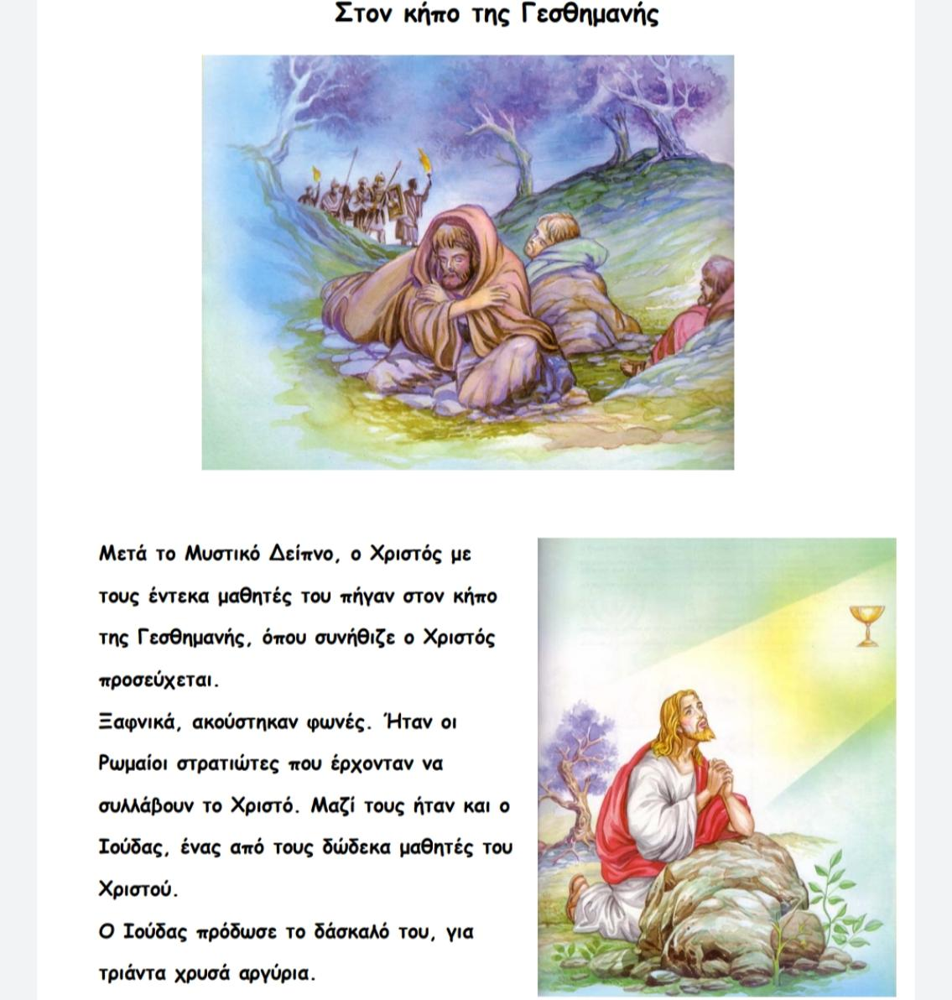 Στον κήπο της Γεσθημανής
Μετά το Μυστικό Δείπνο, ο Χριστός με
τους έντεκα μαθητές του πήγαν στον κήπο
της Γεσθημανής, όπου συνήθιζε ο Χριστός
προσεύχεται.
Ξαφνικά, ακούστηκαν φωνές. Ήταν οι
Ρωμαίοι στρατιώτες που έρχονταν να
συλλάβουν το Χριστό. Μαζί τους ήταν και ο
Ιούδας, ένας από τους δώδεκα μαθητές του
Χριστού.
Ο Ιούδας πρόδωσε το δάσκαλό του, για
τριάντα χρυσά αργύρια.